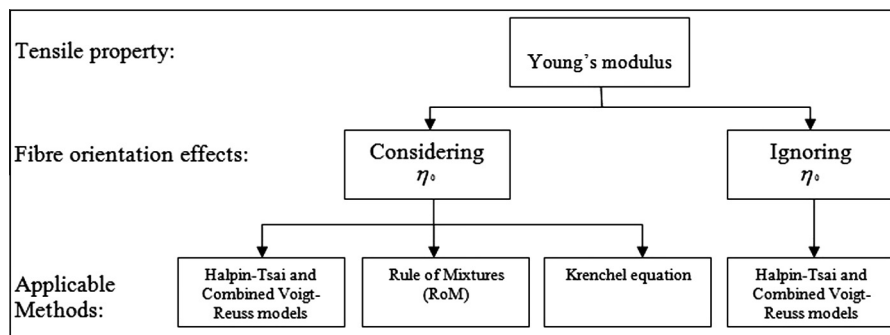 Tensile property:
Young's modulus
Fibre orientation effects:
Considering
η₀
Ignoring
η₀
Applicable
Methods:
Halpin-Tsai and
Combined Voigt-
Reuss models
Rule of Mixtures
(RoM)
Krenchel equation
Halpin-Tsai and
Combined Voigt-
Reuss models